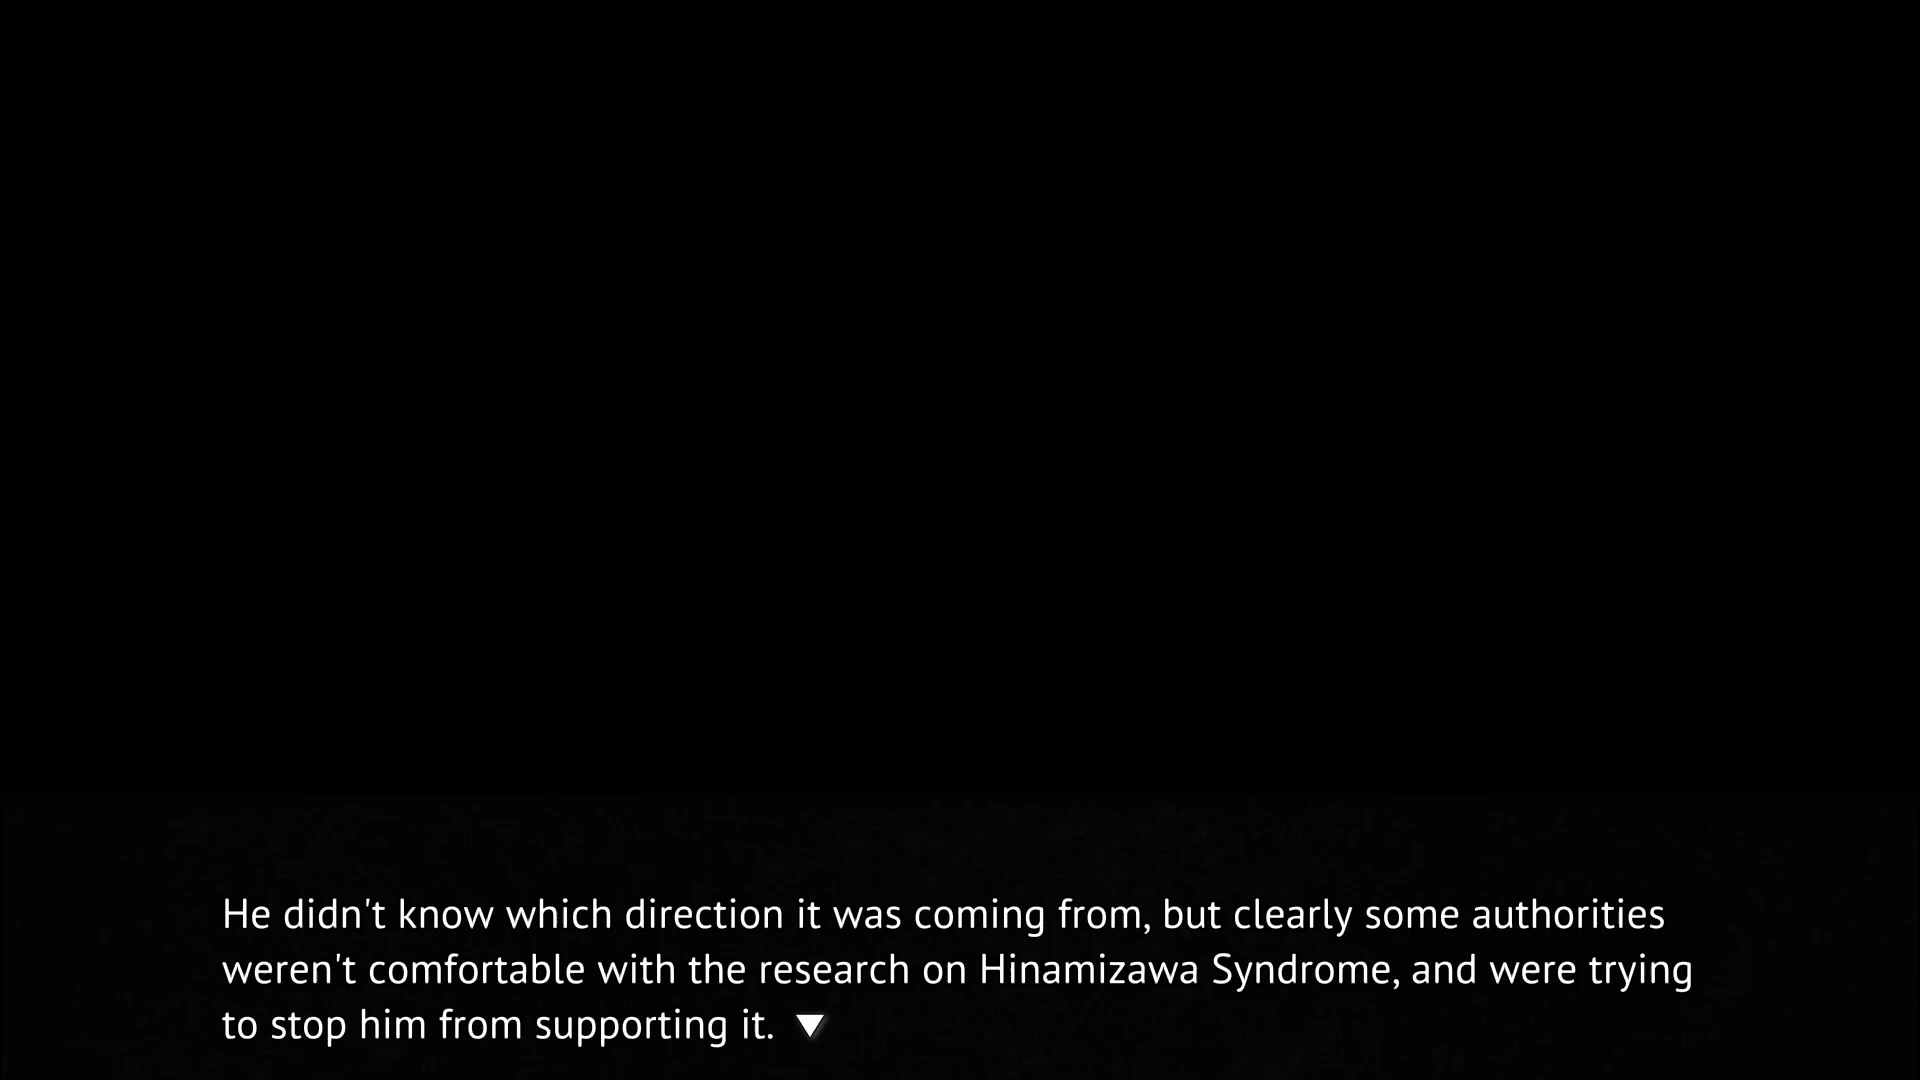 He didn't know which direction it was coming from, but clearly some authorities
weren't comfortable with the research on Hinamizawa Syndrome, and were trying
to stop him from supporting it.